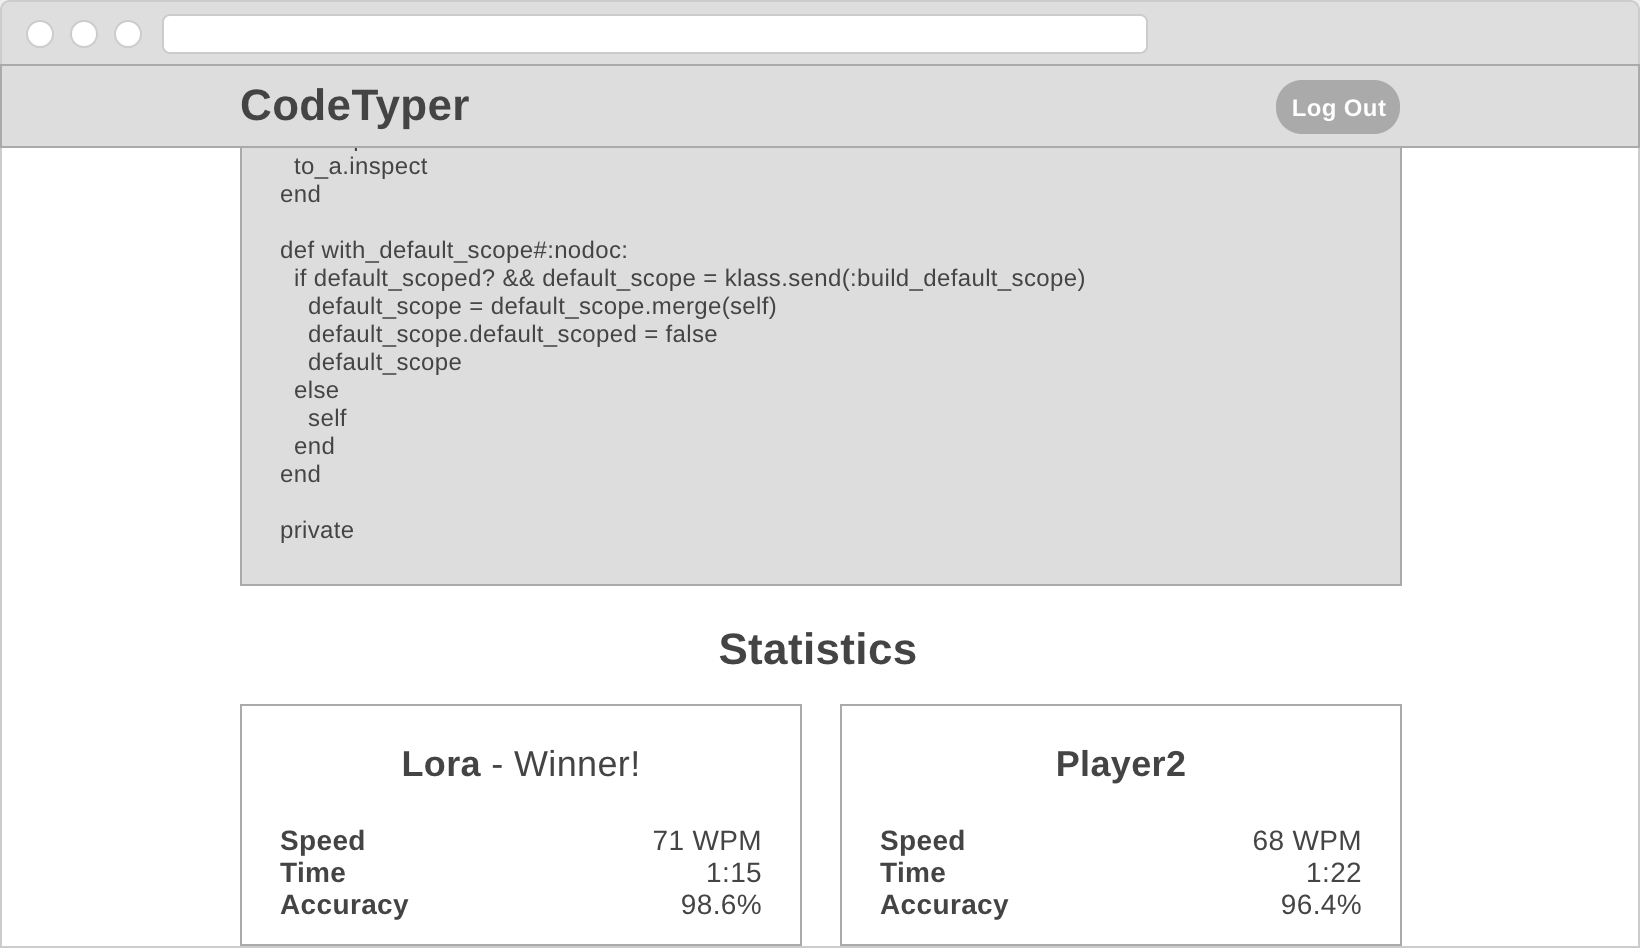 CodeTyper
Log Out
to_a.inspect
end
def with_default_scope#:nodoc:
if default_scoped? && default_scope = klass.send(:build_default_scope)
default_scope = default_scope.merge(self)
default_scope.default_scoped = false
default_scope
else
self
end
end
private
Statistics
Lora - Winner!
Speed 71 WPM
Time 1:15
Accuracy 98.6%
Player2
Speed 68 WPM
Time 1:22
Accuracy 96.4%